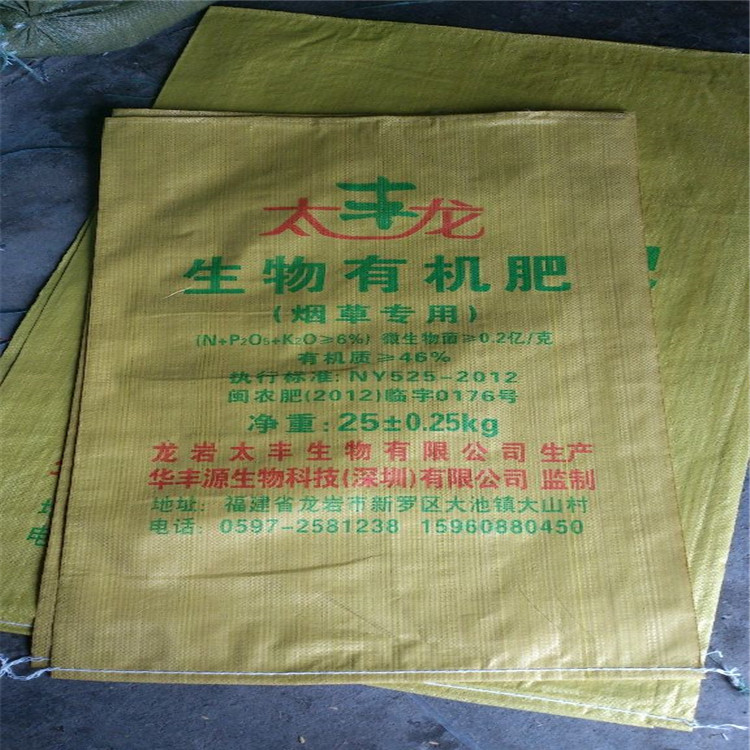 太丰龙
生物有机肥
(烟草专用)
(N+P₂O₅+K₂O≥6%) 微生物菌≥0.2亿/克
有机质≥46%
执行标准:NY525-2012
闽农肥(2012)临字0176号
净重:25±0.25kg
龙岩太丰生物有限公司 生产
华丰源生物科技(深圳)有限公司 监制
地址:福建省龙岩市新罗区大池镇大山村
电话:0597-2581238 15960880450